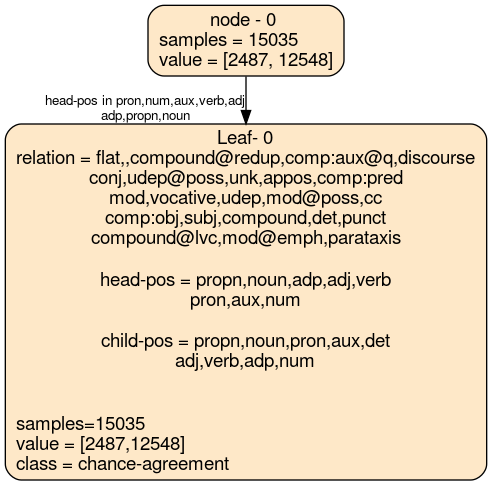 node - 0
samples = 15035
value = [2487, 12548]
head-pos in pron,num,aux,verb,adj
adp,propn,noun
Leaf- 0
relation = flat,,compound@redup,comp:aux@q,discourse
conj,udep@poss,unk,appos,comp:pred
mod,vocative,udep,mod@poss,cc
comp:obj,subj,compound,det,punct
compound@lvc,mod@emph,parataxis
head-pos = propn,noun,adp,adj,verb
pron,aux,num
child-pos = propn,noun,pron,aux,det
adj,verb,adp,num
samples=15035
value = [2487,12548]
class = chance-agreement